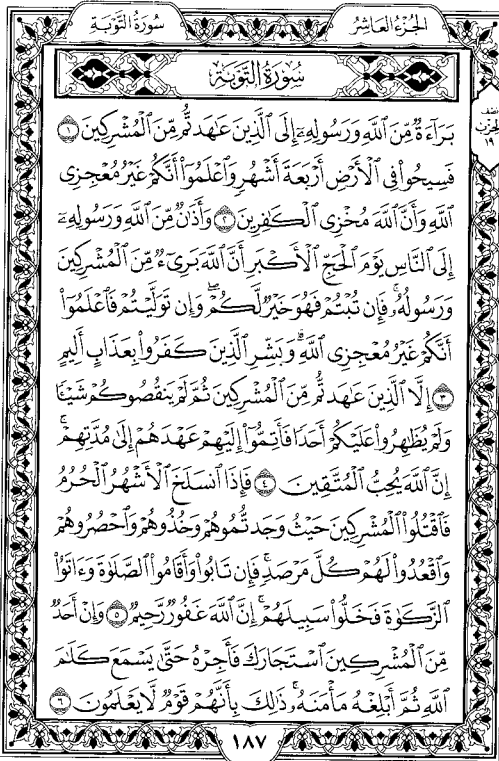 الجُزْءُ العَاشِرُ
سُورَةُ التَّوْبَةِ
سُورَةُ التَّوْبَةِ
نصف
الحزب
١٩
بَرَآءَةٌ مِّنَ ٱللَّهِ وَرَسُولِهِۦٓ إِلَى ٱلَّذِينَ عَٰهَدتُّم مِّنَ ٱلْمُشْرِكِينَ ١
فَسِيحُوا۟ فِى ٱلْأَرْضِ أَرْبَعَةَ أَشْهُرٍ وَٱعْلَمُوٓا۟ أَنَّكُمْ غَيْرُ مُعْجِزِى
ٱللَّهِ وَأَنَّ ٱللَّهَ مُخْزِى ٱلْكَٰفِرِينَ ٢ وَأَذَٰنٌ مِّنَ ٱللَّهِ وَرَسُولِهِۦٓ
إِلَى ٱلنَّاسِ يَوْمَ ٱلْحَجِّ ٱلْأَكْبَرِ أَنَّ ٱللَّهَ بَرِىٓءٌ مِّنَ ٱلْمُشْرِكِينَ
وَرَسُولُهُۥ ۚ فَإِن تُبْتُمْ فَهُوَ خَيْرٌ لَّكُمْ ۖ وَإِن تَوَلَّيْتُمْ فَٱعْلَمُوٓا۟
أَنَّكُمْ غَيْرُ مُعْجِزِى ٱللَّهِ ۗ وَبَشِّرِ ٱلَّذِينَ كَفَرُوا۟ بِعَذَابٍ أَلِيمٍ
٣ إِلَّا ٱلَّذِينَ عَٰهَدتُّم مِّنَ ٱلْمُشْرِكِينَ ثُمَّ لَمْ يَنقُصُوكُمْ شَيْـًٔا
وَلَمْ يُظَٰهِرُوا۟ عَلَيْكُمْ أَحَدًا فَأَتِمُّوٓا۟ إِلَيْهِمْ عَهْدَهُمْ إِلَىٰ مُدَّتِهِمْ ۚ
إِنَّ ٱللَّهَ يُحِبُّ ٱلْمُتَّقِينَ ٤ فَإِذَا ٱنسَلَخَ ٱلْأَشْهُرُ ٱلْحُرُمُ
فَٱقْتُلُوا۟ ٱلْمُشْرِكِينَ حَيْثُ وَجَدتُّمُوهُمْ وَخُذُوهُمْ وَٱحْصُرُوهُمْ
وَٱقْعُدُوا۟ لَهُمْ كُلَّ مَرْصَدٍ ۚ فَإِن تَابُوا۟ وَأَقَامُوا۟ ٱلصَّلَوٰةَ وَءَاتَوُا۟
ٱلزَّكَوٰةَ فَخَلُّوا۟ سَبِيلَهُمْ ۚ إِنَّ ٱللَّهَ غَفُورٌ رَّحِيمٌ ٥ وَإِنْ أَحَدٌ
مِّنَ ٱلْمُشْرِكِينَ ٱسْتَجَارَكَ فَأَجِرْهُ حَتَّىٰ يَسْمَعَ كَلَٰمَ
ٱللَّهِ ثُمَّ أَبْلِغْهُ مَأْمَنَهُۥ ۚ ذَٰلِكَ بِأَنَّهُمْ قَوْمٌ لَّا يَعْلَمُونَ ٦
١٨٧